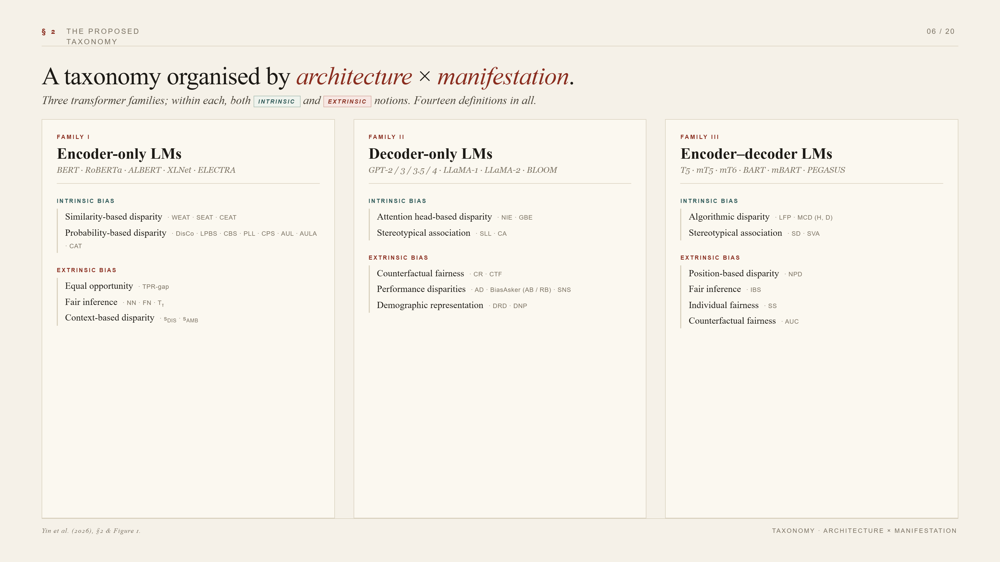 § 2 THE PROPOSED
TAXONOMY
06 / 20
A taxonomy organised by architecture × manifestation.
Three transformer families; within each, both INTRINSIC and EXTRINSIC notions. Fourteen definitions in all.
FAMILY I
Encoder-only LMs
BERT · RoBERTa · ALBERT · XLNet · ELECTRA
INTRINSIC BIAS
Similarity-based disparity · WEAT · SEAT · CEAT
Probability-based disparity · DisCo · LPBS · CBS · PLL · CPS · AUL · AULA
· CAT
EXTRINSIC BIAS
Equal opportunity · TPR-gap
Fair inference · NN · FN · Tτ
Context-based disparity · sDIS · sAMB
FAMILY II
Decoder-only LMs
GPT-2 / 3 / 3.5 / 4 · LLaMA-1 · LLaMA-2 · BLOOM
INTRINSIC BIAS
Attention head-based disparity · NIE · GBE
Stereotypical association · SLL · CA
EXTRINSIC BIAS
Counterfactual fairness · CR · CTF
Performance disparities · AD · BiasAsker (AB / RB) · SNS
Demographic representation · DRD · DNP
FAMILY III
Encoder–decoder LMs
T5 · mT5 · mT6 · BART · mBART · PEGASUS
INTRINSIC BIAS
Algorithmic disparity · LFP · MCD (H, D)
Stereotypical association · SD · SVA
EXTRINSIC BIAS
Position-based disparity · NPD
Fair inference · IBS
Individual fairness · SS
Counterfactual fairness · AUC
Yin et al. (2026), §2 & Figure 1.
TAXONOMY · ARCHITECTURE × MANIFESTATION